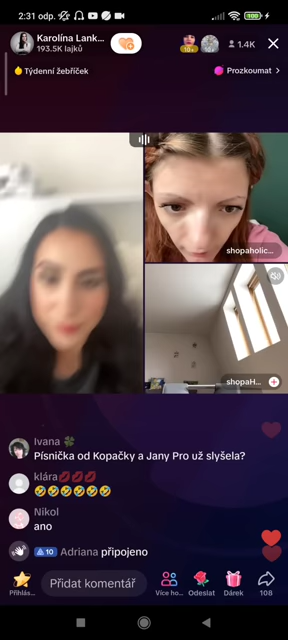 2:31 odp.
Karolína Lank...
193.5K lajků
10+
1.4K
Týdenní žebříček
Prozkoumat >
shopaholic...
shopaH...
Ivana 🍀
Písnička od Kopačky a Jany Pro už slyšela?
klára💋💋💋
🤣🤣🤣🤣🤣🤣
Nikol
ano
10 Adriana připojeno
Přidat komentář
Přihlás...
Více ho...
Odeslat
Dárek
108